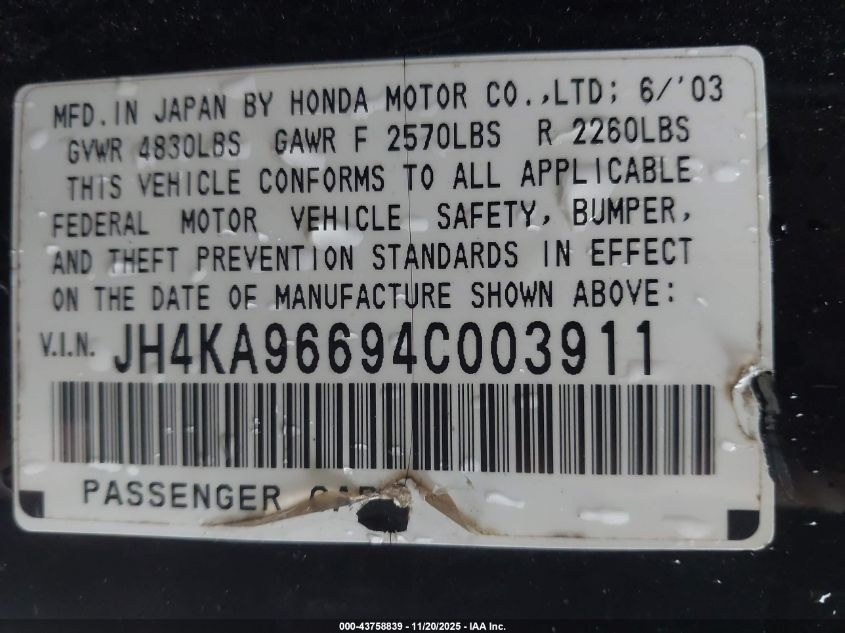 MFD. IN JAPAN BY HONDA MOTOR CO.,LTD; 6/'03
GVWR 4830LBS GAWR F 2570LBS R 2260LBS
THIS VEHICLE CONFORMS TO ALL APPLICABLE
FEDERAL MOTOR VEHICLE SAFETY, BUMPER,
AND THEFT PREVENTION STANDARDS IN EFFECT
ON THE DATE OF MANUFACTURE SHOWN ABOVE:
V.I.N. JH4KA96694C003911
PASSENGER
000-43758839 - 11/20/2025 - IAA Inc.